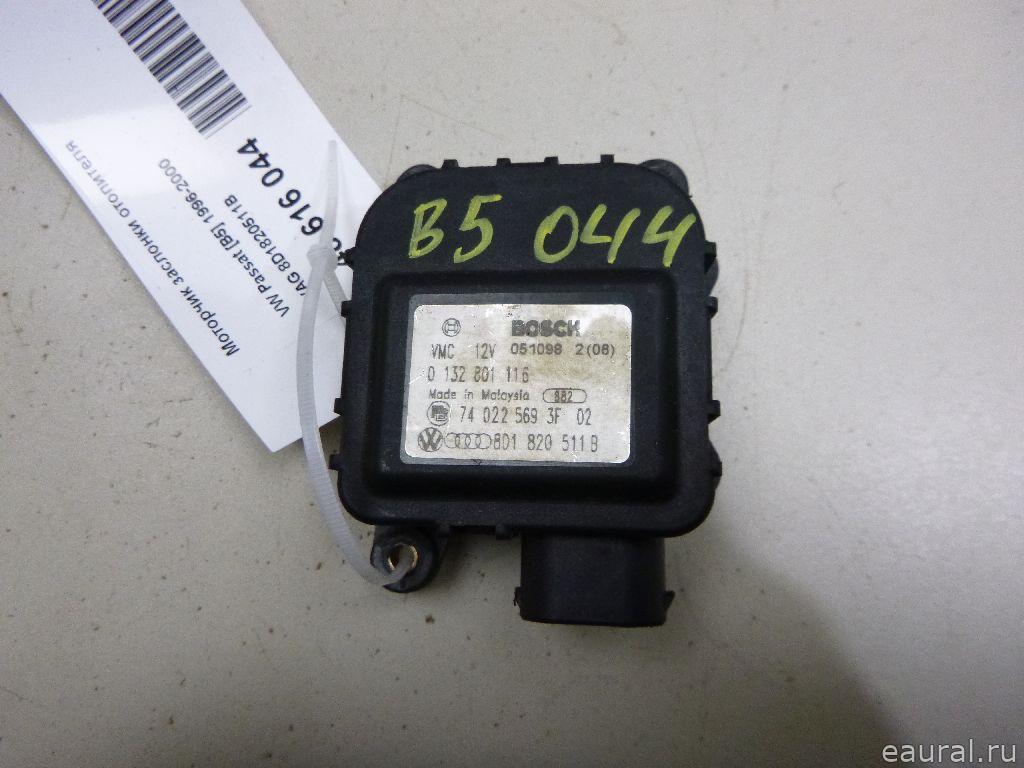 Моторчик заслонки отопителя
VW Passat [B5] 1996-2000
VAG 8D1820511B
616 044
B5 044
BOSCH
VMC 12V 051098 2(08)
0 132 801 116
Made in Malaysia 982
74 022 569 3F 02
8D1 820 511 B
eaural.ru